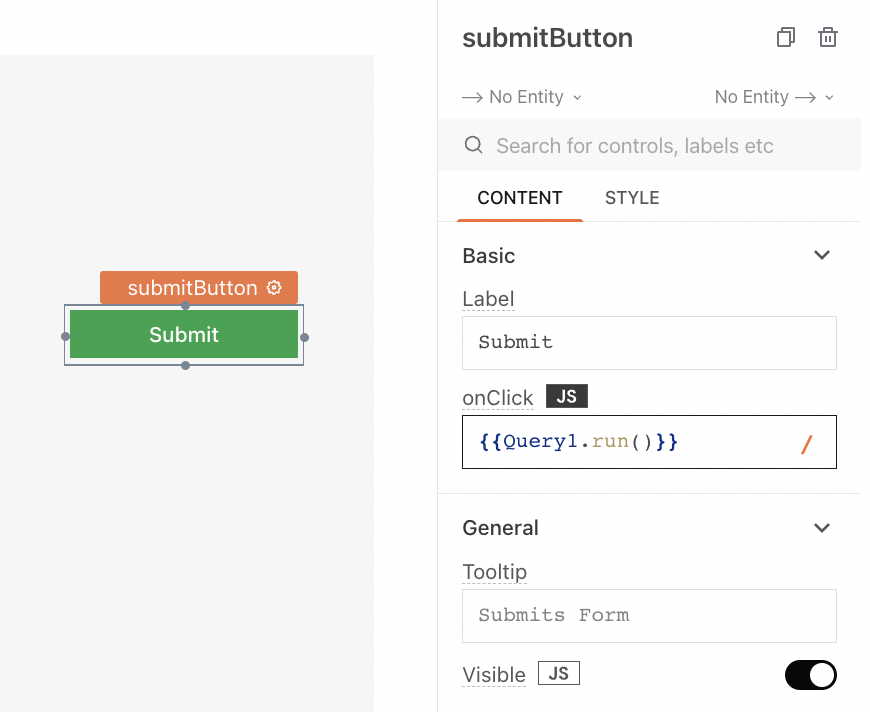 submitButton
→ No Entity No Entity →
Search for controls, labels etc
CONTENT STYLE
Basic
Label
Submit
onClick JS
{{Query1.run()}} /
General
Tooltip
Submits Form
Visible JS
submitButton
Submit